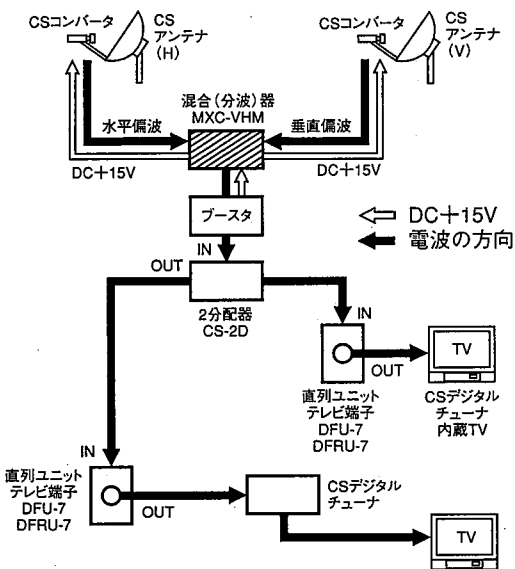 CSコンバータ
CS
アンテナ
(H)
CSコンバータ
CS
アンテナ
(V)
混合(分波)器
MXC-VHM
水平偏波
垂直偏波
DC+15V
DC+15V
ブースタ
DC+15V
電波の方向
IN
OUT
2分配器
CS-2D
IN
OUT
TV
直列ユニット
テレビ端子
DFU-7
DFRU-7
CSデジタル
チューナ
内蔵TV
IN
直列ユニット
テレビ端子
DFU-7
DFRU-7
OUT
CSデジタル
チューナ
TV